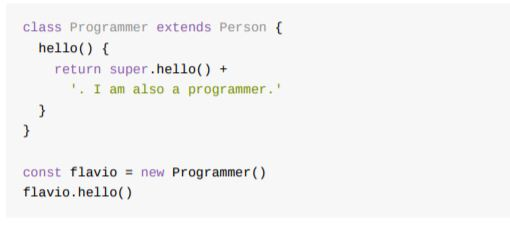 class Programmer extends Person {
hello() {
return super.hello() +
'. I am also a programmer.'
}
}
const flavio = new Programmer()
flavio.hello()